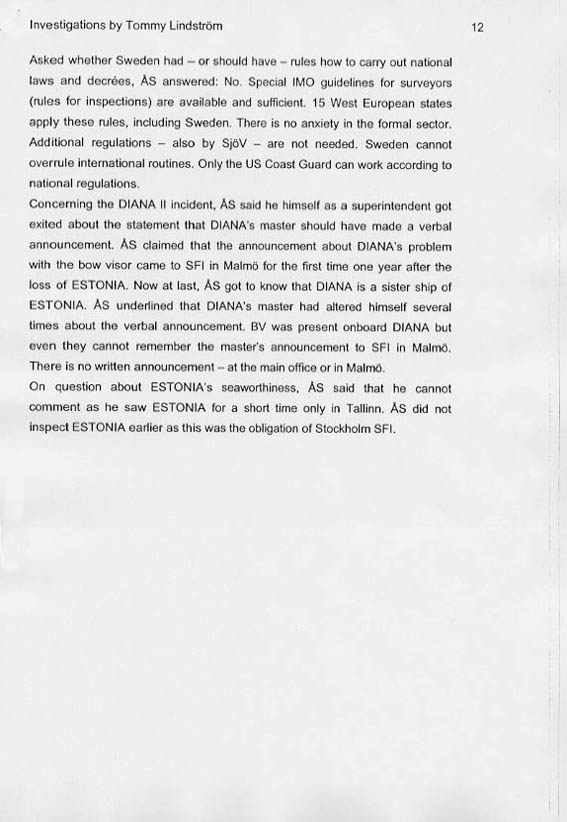 Investigations by Tommy Lindström 12
Asked whether Sweden had – or should have – rules how to carry out national
laws and decrées, ÅS answered: No. Special IMO guidelines for surveyors
(rules for inspections) are available and sufficient. 15 West European states
apply these rules, including Sweden. There is no anxiety in the formal sector.
Additional regulations – also by SjöV – are not needed. Sweden cannot
overrule international routines. Only the US Coast Guard can work according to
national regulations.
Concerning the DIANA II incident, ÅS said he himself as a superintendent got
exited about the statement that DIANA's master should have made a verbal
announcement. ÅS claimed that the announcement about DIANA's problem
with the bow visor came to SFI in Malmö for the first time one year after the
loss of ESTONIA. Now at last, ÅS got to know that DIANA is a sister ship of
ESTONIA. ÅS underlined that DIANA's master had altered himself several
times about the verbal announcement. BV was present onboard DIANA but
even they cannot remember the master's announcement to SFI in Malmö.
There is no written announcement – at the main office or in Malmö.
On question about ESTONIA's seaworthiness, ÅS said that he cannot
comment as he saw ESTONIA for a short time only in Tallinn. ÅS did not
inspect ESTONIA earlier as this was the obligation of Stockholm SFI.